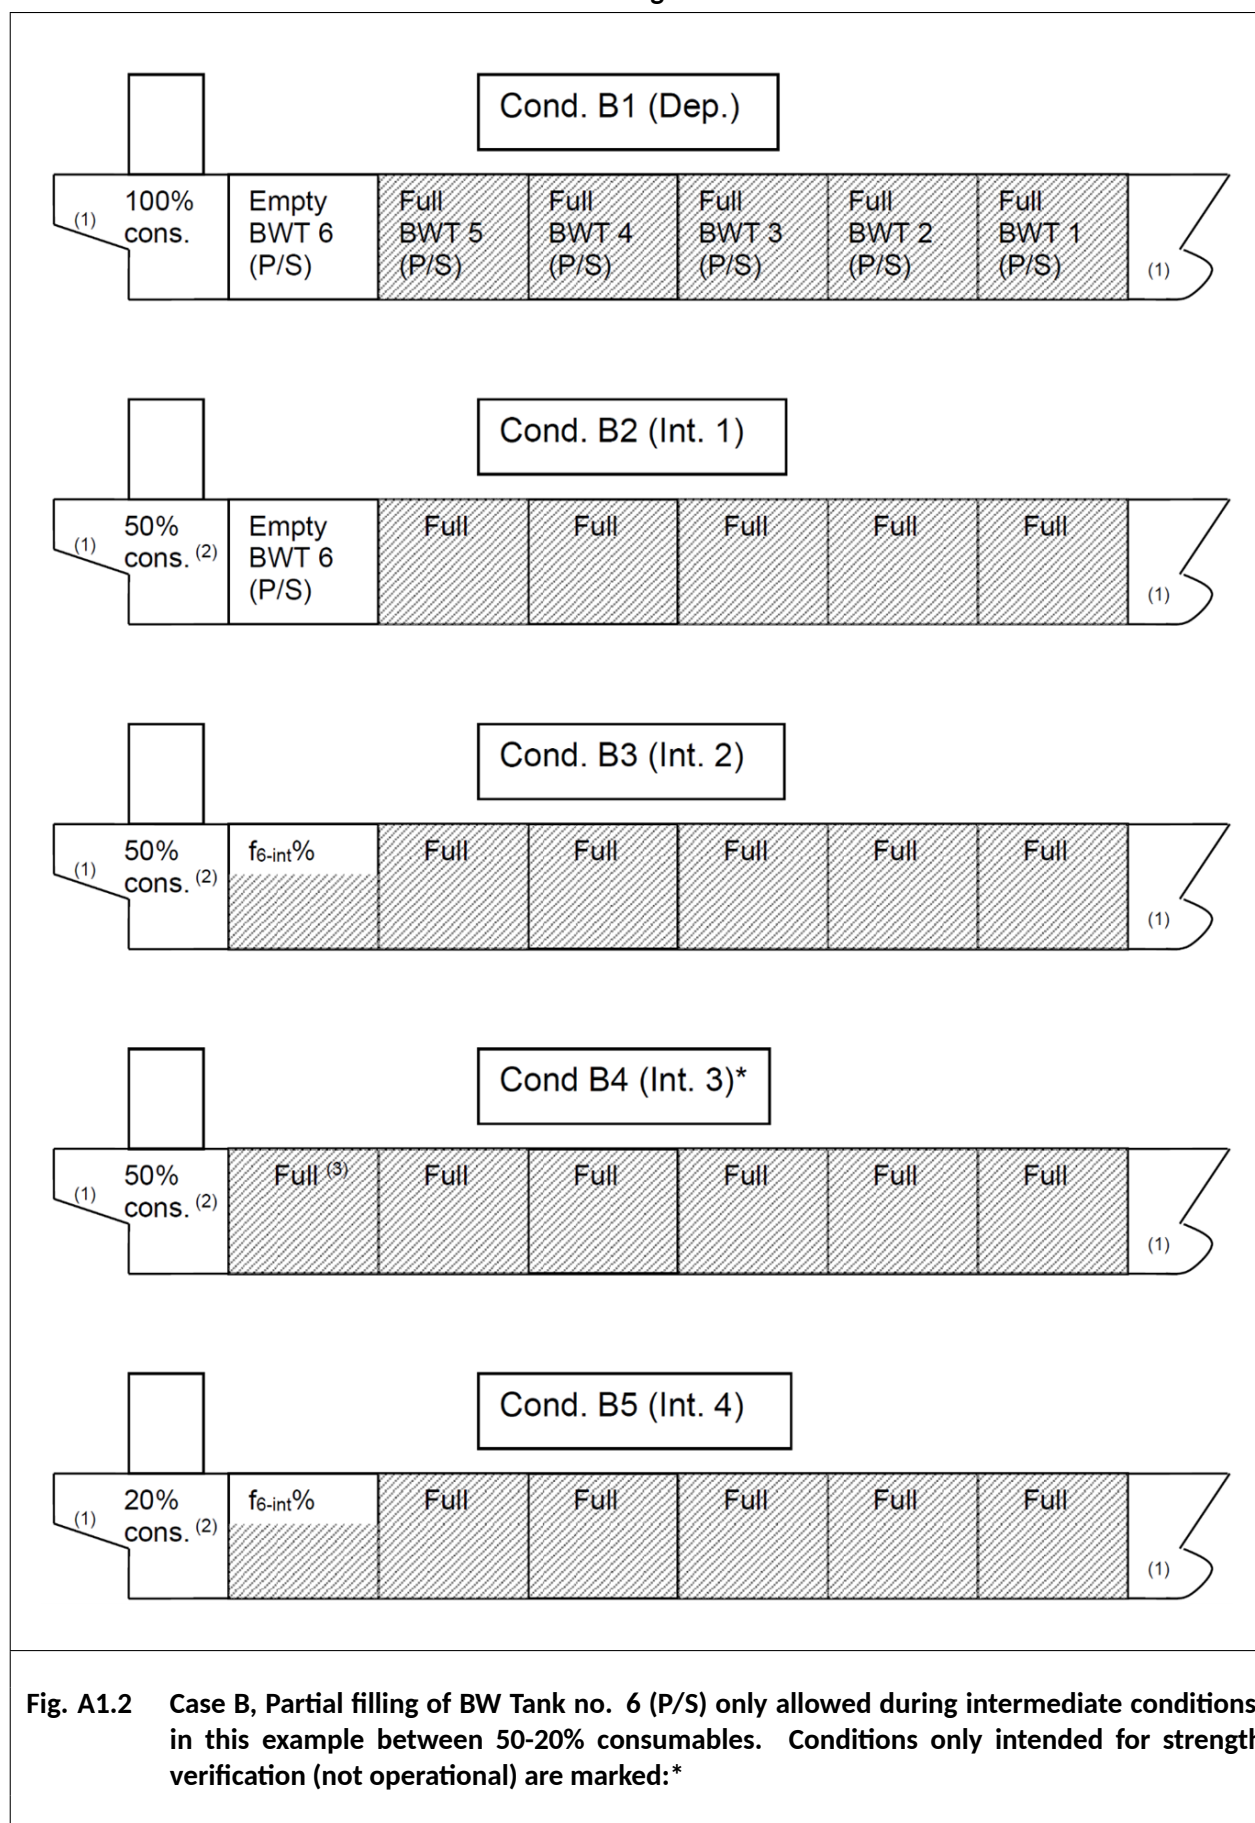 Cond. B1 (Dep.)
(1)
100%
cons.
Empty
BWT 6
(P/S)
Full
BWT 5
(P/S)
Full
BWT 4
(P/S)
Full
BWT 3
(P/S)
Full
BWT 2
(P/S)
Full
BWT 1
(P/S)
(1)
Cond. B2 (Int. 1)
(1)
50%
cons. (2)
Empty
BWT 6
(P/S)
Full
Full
Full
Full
Full
(1)
Cond. B3 (Int. 2)
(1)
50%
cons. (2)
f6-int%
Full
Full
Full
Full
Full
(1)
Cond B4 (Int. 3)*
(1)
50%
cons. (2)
Full (3)
Full
Full
Full
Full
Full
(1)
Cond. B5 (Int. 4)
(1)
20%
cons. (2)
f6-int%
Full
Full
Full
Full
Full
(1)
Fig. A1.2 Case B, Partial filling of BW Tank no. 6 (P/S) only allowed during intermediate conditions
in this example between 50-20% consumables. Conditions only intended for strength
verification (not operational) are marked:*